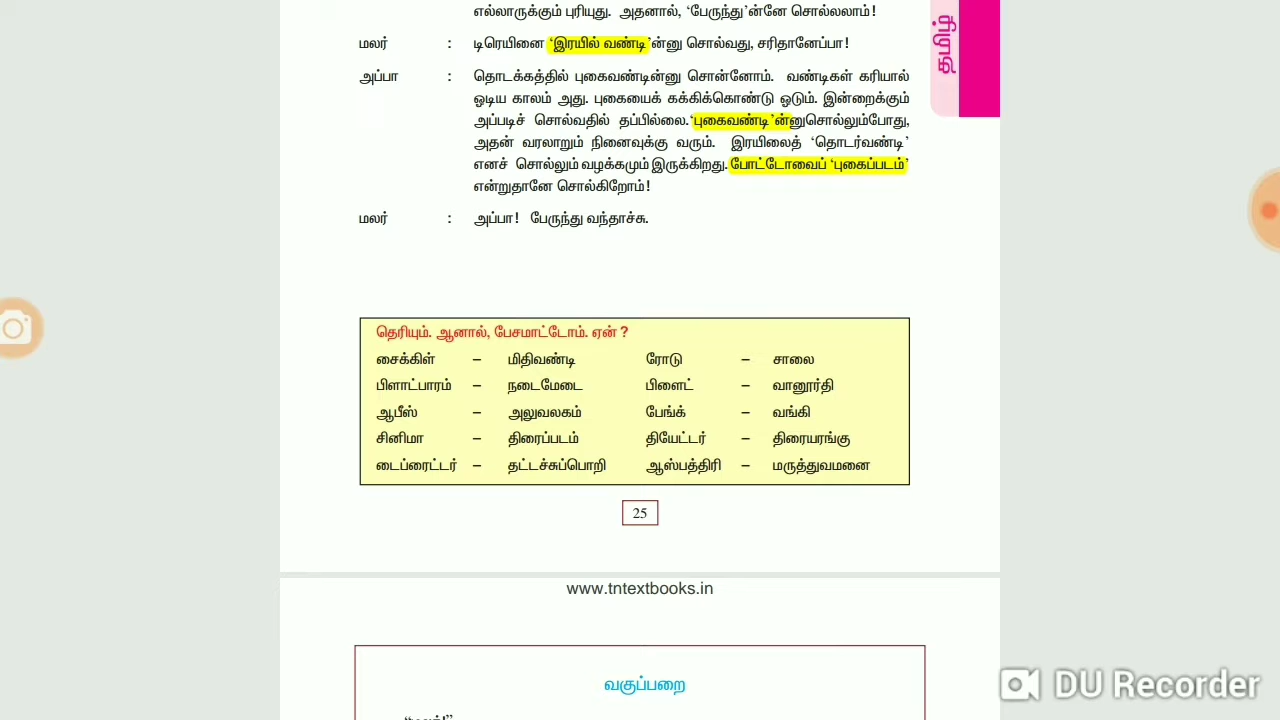 எல்லாருக்கும் புரியுது. அதனால், ‘பேருந்து’ன்னே சொல்லலாம்!
மலர் : டிரெயினை ‘இரயில் வண்டி’ன்னு சொல்வது, சரிதானேப்பா!
அப்பா : தொடக்கத்தில் புகைவண்டின்னு சொன்னோம். வண்டிகள் கரியால்
ஓடிய காலம் அது. புகையைக் கக்கிக்கொண்டு ஓடும். இன்றைக்கும்
அப்படிச் சொல்வதில் தப்பில்லை.‘புகைவண்டி’ன்னுசொல்லும்போது,
அதன் வரலாறும் நினைவுக்கு வரும். இரயிலைத் ‘தொடர்வண்டி’
எனச் சொல்லும் வழக்கமும் இருக்கிறது. போட்டோவைப் ‘புகைப்படம்’
என்றுதானே சொல்கிறோம்!
மலர் : அப்பா! பேருந்து வந்தாச்சு.
தமிழ்
தெரியும். ஆனால், பேசமாட்டோம். ஏன் ?
சைக்கிள் – மிதிவண்டி ரோடு – சாலை
பிளாட்பாரம் – நடைமேடை பிளைட் – வானூர்தி
ஆபீஸ் – அலுவலகம் பேங்க் – வங்கி
சினிமா – திரைப்படம் தியேட்டர் – திரையரங்கு
டைப்ரைட்டர் – தட்டச்சுப்பொறி ஆஸ்பத்திரி – மருத்துவமனை
25
www.tntextbooks.in
வகுப்பறை
DU Recorder